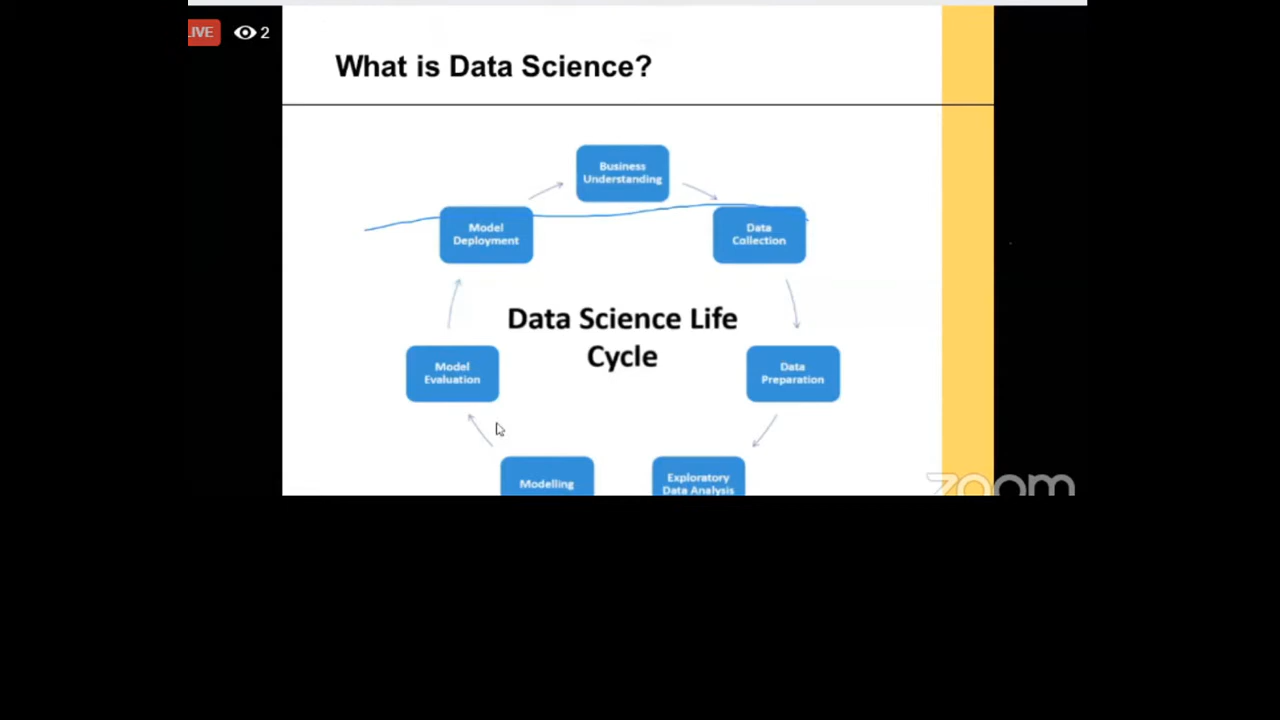 IVE
2
What is Data Science?
Business
Understanding
Model
Deployment
Data
Collection
Data Science Life
Cycle
Model
Evaluation
Data
Preparation
Modelling
Exploratory
Data Analysis
zoom